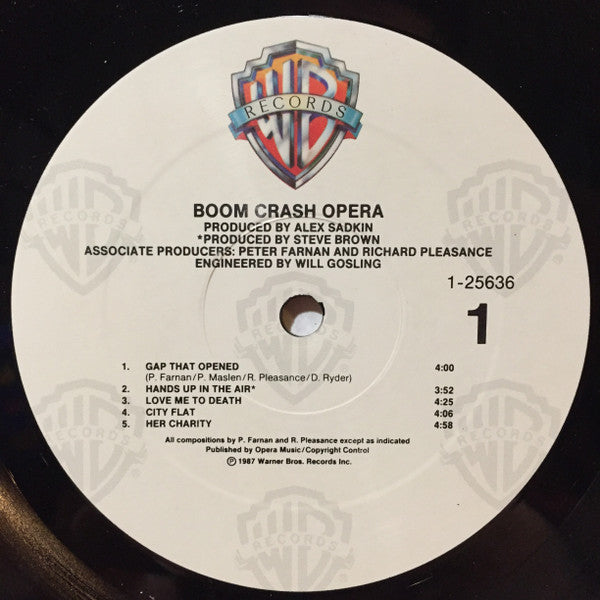 WB
RECORDS
BOOM CRASH OPERA
PRODUCED BY ALEX SADKIN
*PRODUCED BY STEVE BROWN
ASSOCIATE PRODUCERS: PETER FARNAN AND RICHARD PLEASANCE
ENGINEERED BY WILL GOSLING
1-25636
1
1. GAP THAT OPENED 4:00
(P. Farnan/P. Maslen/R. Pleasance/D. Ryder)
2. HANDS UP IN THE AIR* 3:52
3. LOVE ME TO DEATH 4:25
4. CITY FLAT 4:06
5. HER CHARITY 4:58
All compositions by P. Farnan and R. Pleasance except as indicated
Published by Opera Music/Copyright Control
℗ 1987 Warner Bros. Records Inc.